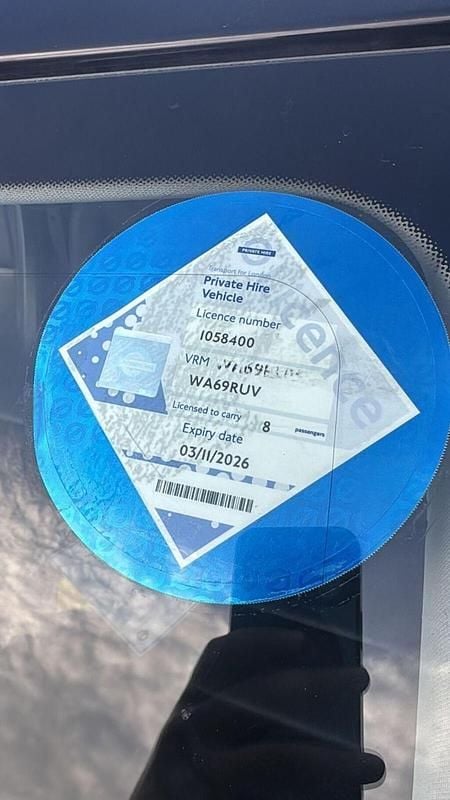 PRIVATE HIRE
Transport for London
Private Hire
Vehicle
Licence number
1058400
VRM
WA69RUV
Licensed to carry 8 passengers
Expiry date
03/11/2026